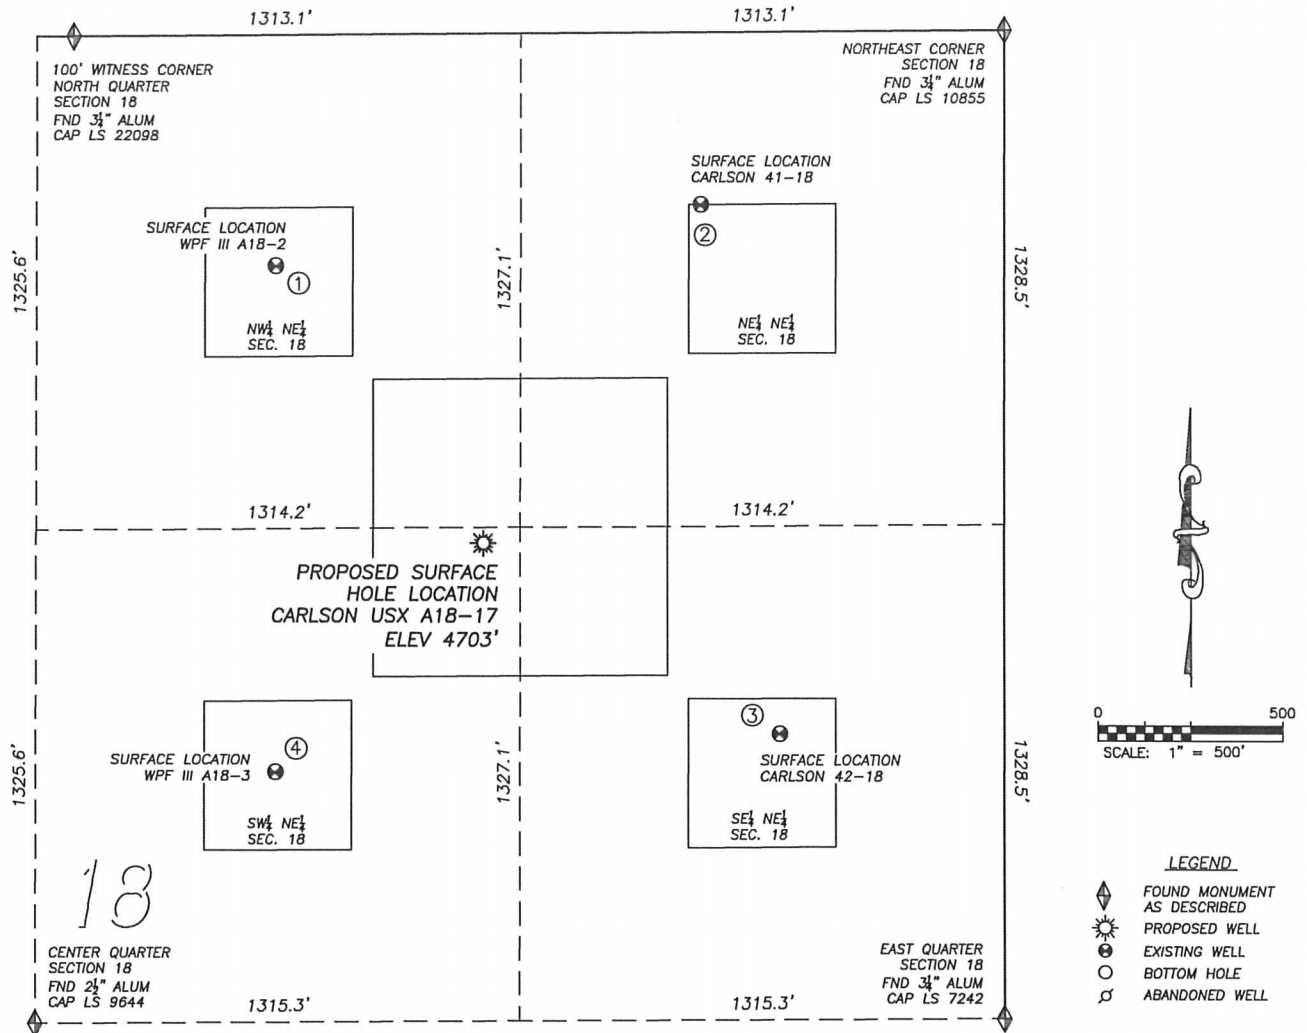 1313.1'
1313.1'
100' WITNESS CORNER
NORTH QUARTER
SECTION 18
FND 3¼" ALUM
CAP LS 22098
NORTHEAST CORNER
SECTION 18
FND 3¼" ALUM
CAP LS 10855
SURFACE LOCATION
CARLSON 41-18
2
SURFACE LOCATION
WPF III A18-2
1
1325.6'
1327.1'
1328.5'
NW¼ NE¼
SEC. 18
NE¼ NE¼
SEC. 18
1314.2'
1314.2'
PROPOSED SURFACE
HOLE LOCATION
CARLSON USX A18-17
ELEV 4703'
0 500
SCALE: 1" = 500'
1325.6'
1327.1'
1328.5'
4
SURFACE LOCATION
WPF III A18-3
3
SURFACE LOCATION
CARLSON 42-18
SW¼ NE¼
SEC. 18
SE¼ NE¼
SEC. 18
18
CENTER QUARTER
SECTION 18
FND 2½" ALUM
CAP LS 9644
1315.3'
1315.3'
EAST QUARTER
SECTION 18
FND 3¼" ALUM
CAP LS 7242
LEGEND
FOUND MONUMENT
AS DESCRIBED
PROPOSED WELL
EXISTING WELL
BOTTOM HOLE
ABANDONED WELL